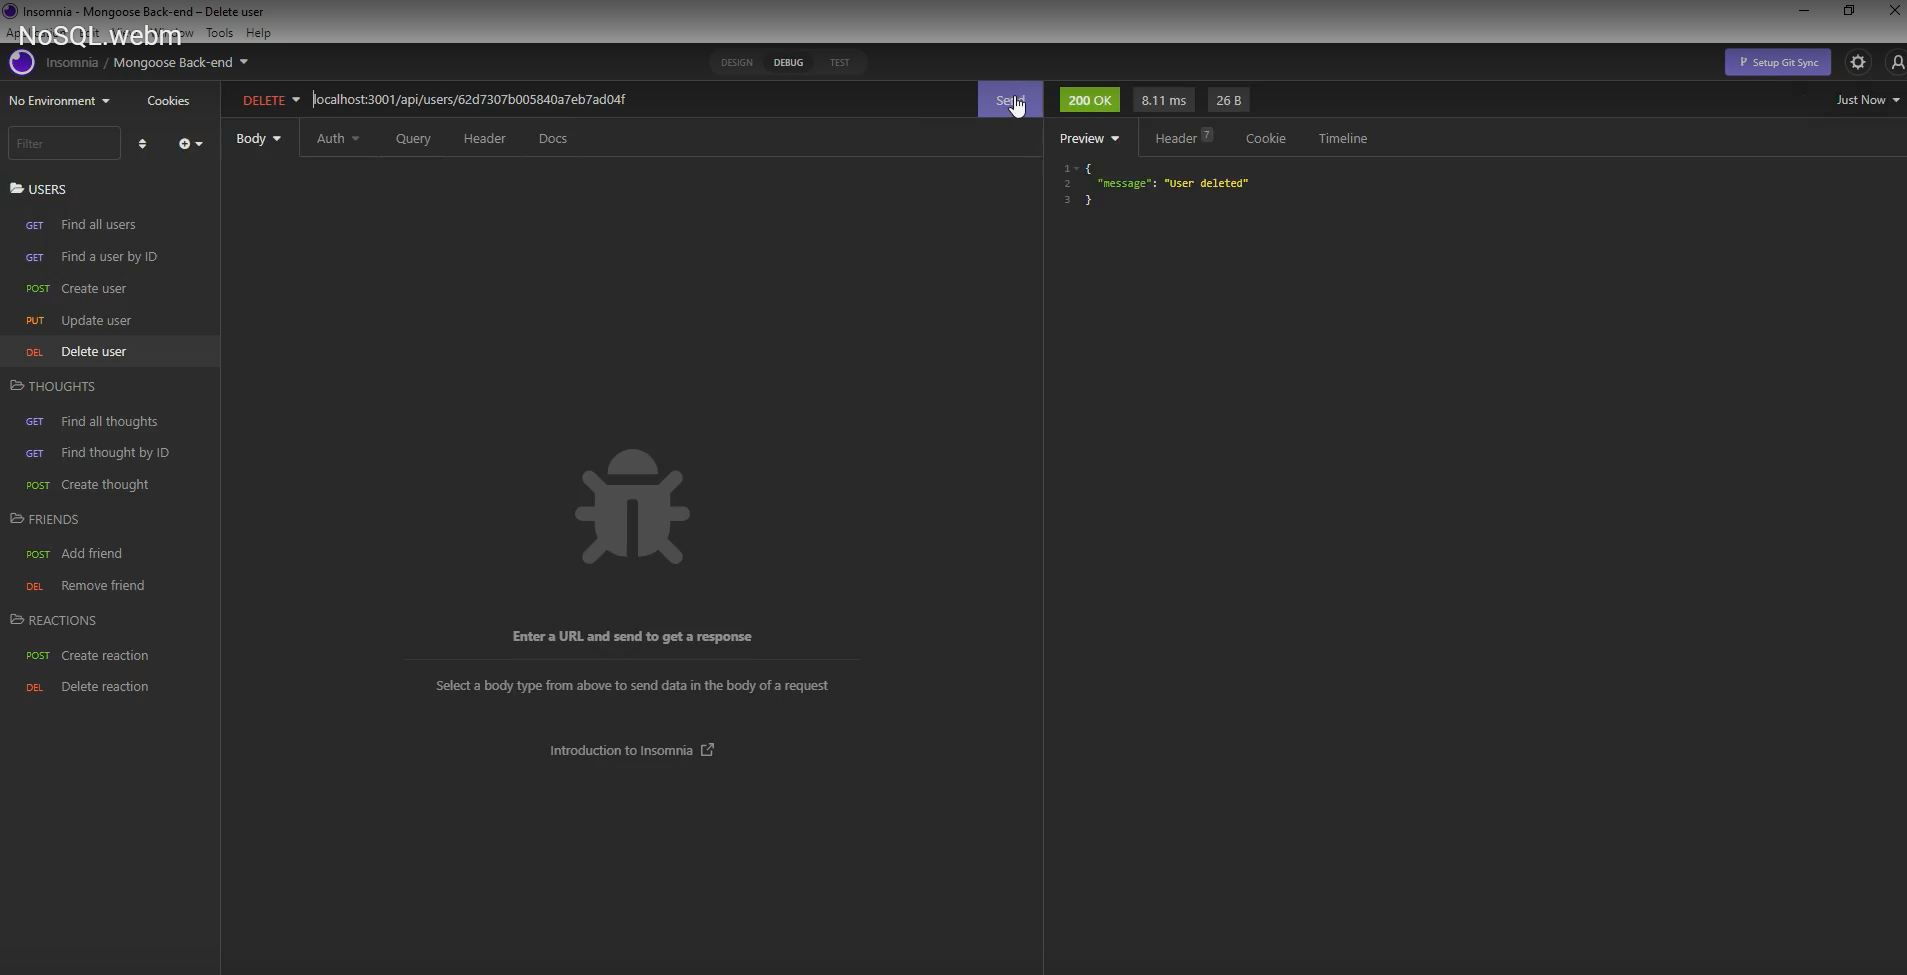 Insomnia - Mongoose Back-end – Delete user
NoSQL.webm
Tools Help
Insomnia / Mongoose Back-end
DESIGN DEBUG TEST
Setup Git Sync
No Environment Cookies
DELETE localhost:3001/api/users/62d7307b005840a7eb7ad04f Send
200 OK 8.11 ms 26 B Just Now
Filter
Body Auth Query Header Docs
Preview Header 7 Cookie Timeline
1 {
2 "message": "User deleted"
3 }
USERS
GET Find all users
GET Find a user by ID
POST Create user
PUT Update user
DEL Delete user
THOUGHTS
GET Find all thoughts
GET Find thought by ID
POST Create thought
FRIENDS
POST Add friend
DEL Remove friend
REACTIONS
POST Create reaction
DEL Delete reaction
Enter a URL and send to get a response
Select a body type from above to send data in the body of a request
Introduction to Insomnia